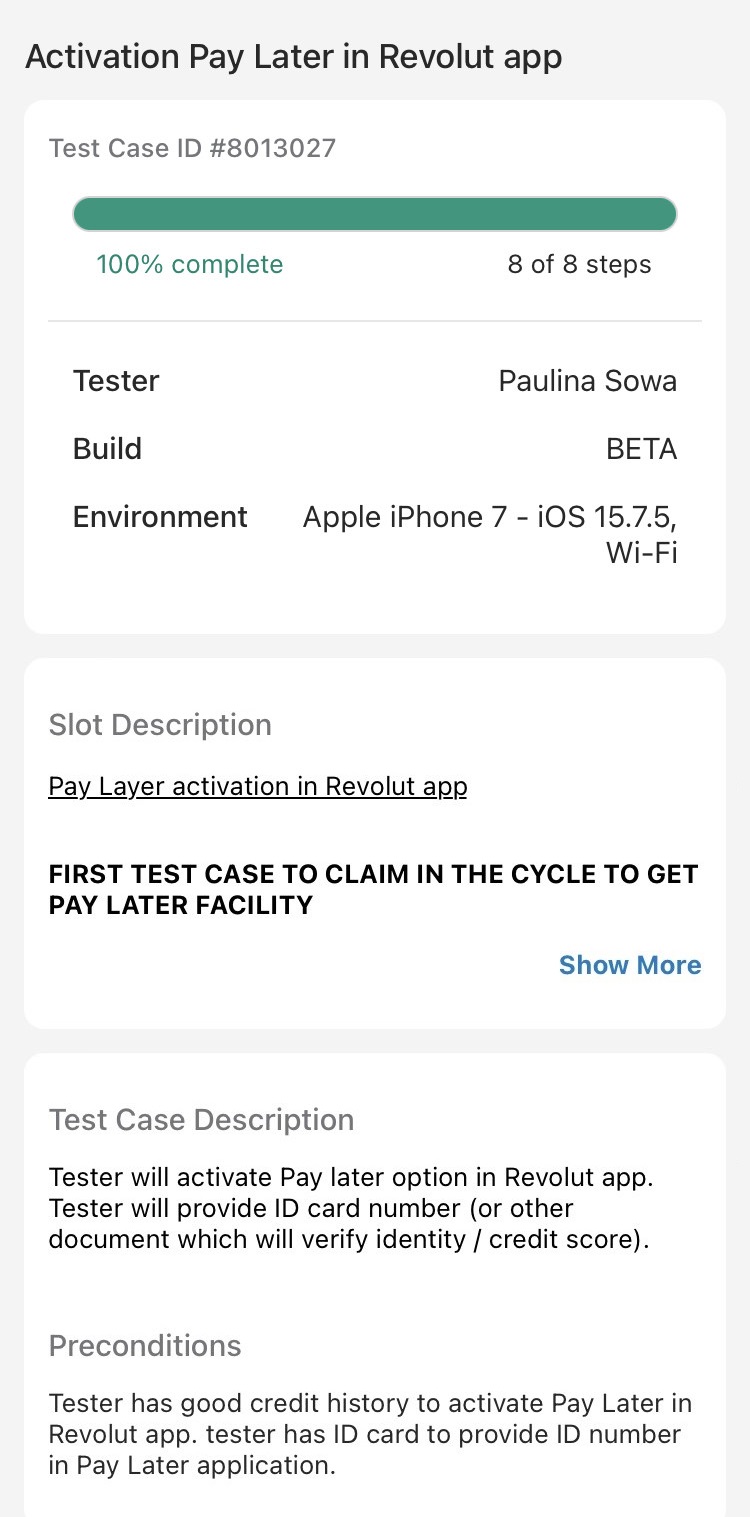 Activation Pay Later in Revolut app
Test Case ID #8013027
100% complete
8 of 8 steps
Tester
Paulina Sowa
Build
BETA
Environment
Apple iPhone 7 - iOS 15.7.5,
Wi-Fi
Slot Description
Pay Layer activation in Revolut app
FIRST TEST CASE TO CLAIM IN THE CYCLE TO GET
PAY LATER FACILITY
Show More
Test Case Description
Tester will activate Pay later option in Revolut app.
Tester will provide ID card number (or other
document which will verify identity / credit score).
Preconditions
Tester has good credit history to activate Pay Later in
Revolut app. tester has ID card to provide ID number
in Pay Later application.